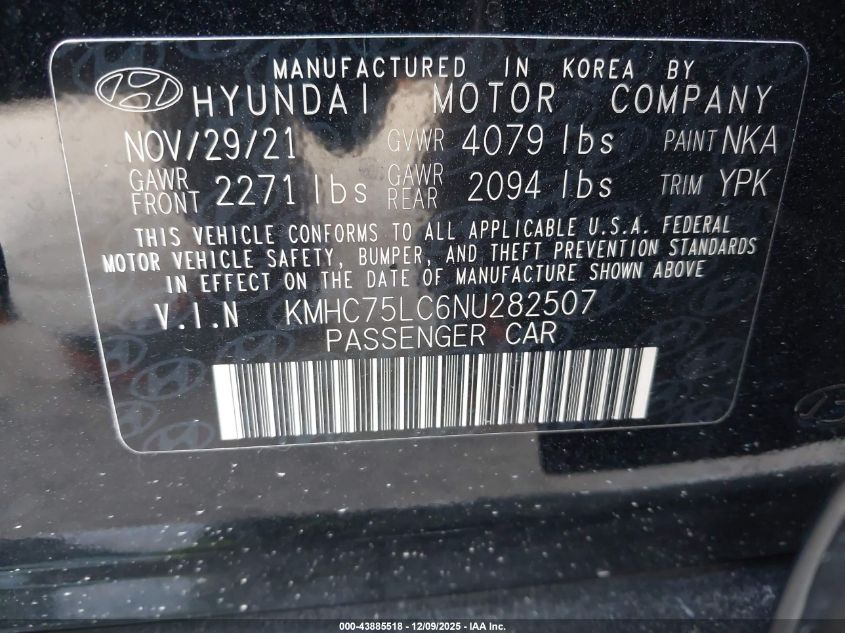 MANUFACTURED IN KOREA BY
HYUNDAI MOTOR COMPANY
NOV/29/21 GVWR 4079 lbs PAINT NKA
GAWR FRONT 2271 lbs GAWR REAR 2094 lbs TRIM YPK
THIS VEHICLE CONFORMS TO ALL APPLICABLE U.S.A. FEDERAL
MOTOR VEHICLE SAFETY, BUMPER, AND THEFT PREVENTION STANDARDS
IN EFFECT ON THE DATE OF MANUFACTURE SHOWN ABOVE
V.I.N KMHC75LC6NU282507
PASSENGER CAR
000-43885518 - 12/09/2025 - IAA Inc.